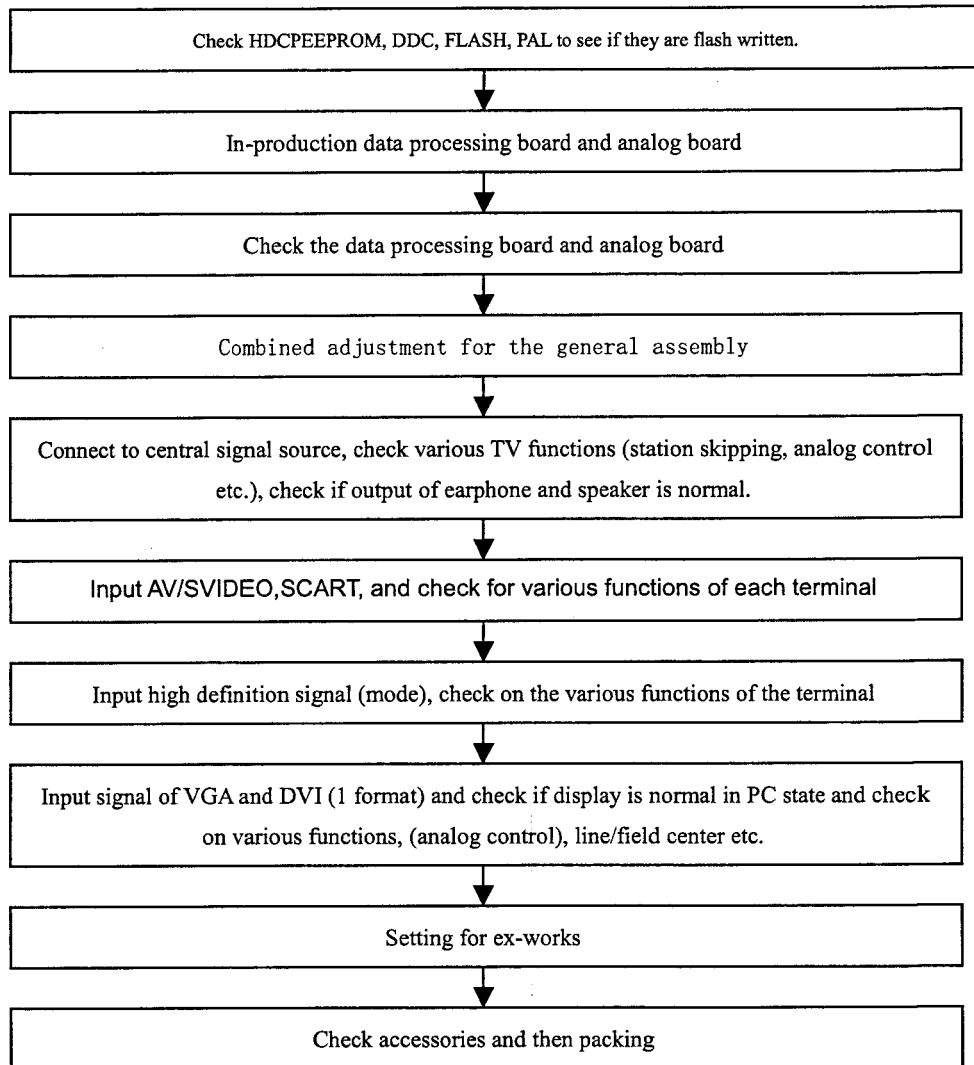 Check HDCPEEPROM, DDC, FLASH, PAL to see if they are flash written.
In-production data processing board and analog board
Check the data processing board and analog board
Combined adjustment for the general assembly
Connect to central signal source, check various TV functions (station skipping, analog control
etc.), check if output of earphone and speaker is normal.
Input AV/SVIDEO,SCART, and check for various functions of each terminal
Input high definition signal (mode), check on the various functions of the terminal
Input signal of VGA and DVI (1 format) and check if display is normal in PC state and check
on various functions, (analog control), line/field center etc.
Setting for ex-works
Check accessories and then packing